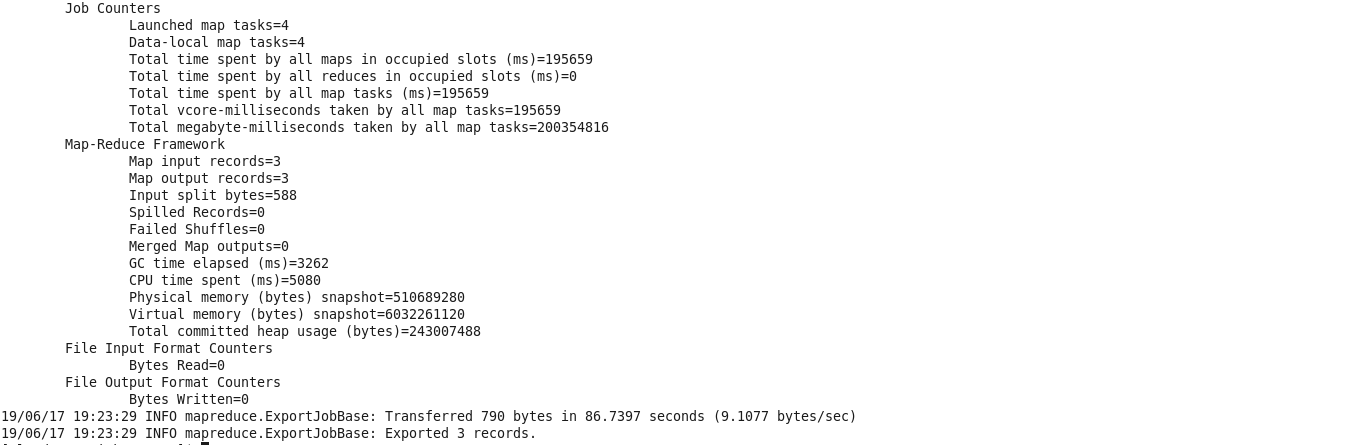 Job Counters
Launched map tasks=4
Data-local map tasks=4
Total time spent by all maps in occupied slots (ms)=195659
Total time spent by all reduces in occupied slots (ms)=0
Total time spent by all map tasks (ms)=195659
Total vcore-milliseconds taken by all map tasks=195659
Total megabyte-milliseconds taken by all map tasks=200354816
Map-Reduce Framework
Map input records=3
Map output records=3
Input split bytes=588
Spilled Records=0
Failed Shuffles=0
Merged Map outputs=0
GC time elapsed (ms)=3262
CPU time spent (ms)=5080
Physical memory (bytes) snapshot=510689280
Virtual memory (bytes) snapshot=6032261120
Total committed heap usage (bytes)=243007488
File Input Format Counters
Bytes Read=0
File Output Format Counters
Bytes Written=0
19/06/17 19:23:29 INFO mapreduce.ExportJobBase: Transferred 790 bytes in 86.7397 seconds (9.1077 bytes/sec)
19/06/17 19:23:29 INFO mapreduce.ExportJobBase: Exported 3 records.